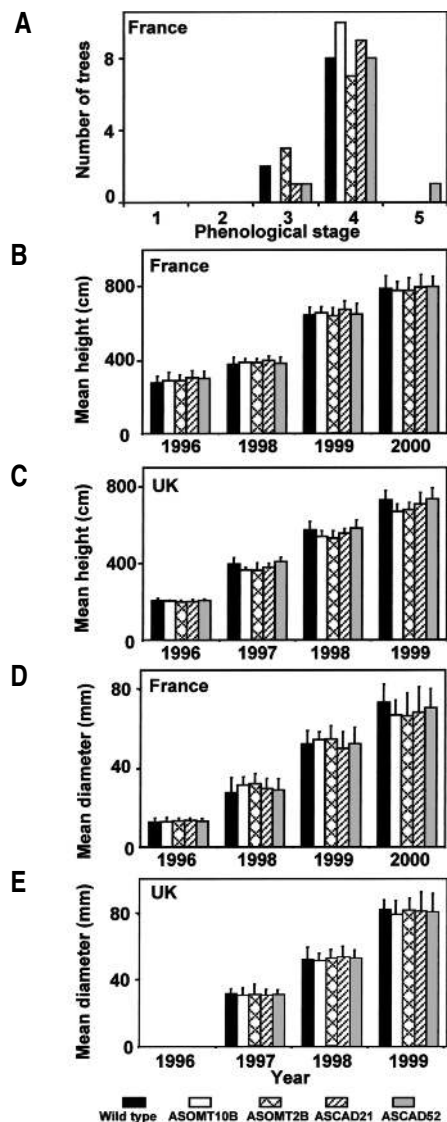 A
France
Number of trees
8
4
0
1 2 3 4 5
Phenological stage
B
France
Mean height (cm)
800
400
0
1996 1998 1999 2000
C
UK
Mean height (cm)
800
400
0
1996 1997 1998 1999
D
France
Mean diameter (mm)
80
40
0
1996 1998 1999 2000
E
UK
Mean diameter (mm)
80
40
0
1996 1997 1998 1999
Year
Wild type ASOMT10B ASOMT2B ASCAD21 ASCAD52